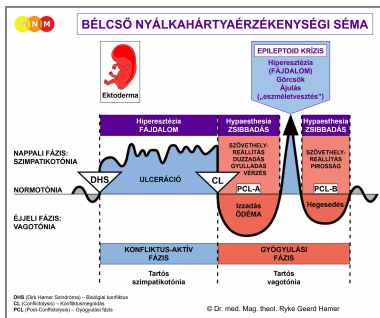 GNM
BÉLCSŐ NYÁLKAHÁRTYAÉRZÉKENYSÉGI SÉMA
EPILEPTOID KRÍZIS
Hiperesztézia
(FÁJDALOM)
Görcsök
Ájulás
(„eszméletvesztés”)
Ektoderma
Hiperesztézia
FÁJDALOM
Hypaesthesia
ZSIBBADÁS
Hypaesthesia
ZSIBBADÁS
NAPPALI FÁZIS:
SZIMPATIKOTÓNIA
NORMOTÓNIA
ÉJJELI FÁZIS:
VAGOTÓNIA
DHS
ULCERÁCIÓ
CL
SZÖVETHELY-
REÁLLÍTÁS
DUZZADÁS
GYULLADÁS
VÉRZÉS
PCL-A
Izzadás
ÖDÉMA
SZÖVETHELY-
REÁLLÍTÁS
PIROSSÁG
PCL-B
Hegesedés
KONFLIKTUS-AKTÍV
FÁZIS
GYÓGYULÁSI
FÁZIS
Tartós
szimpatikotónia
Tartós
vagotónia
DHS (Dirk Hamer Szindróma) – Biológiai konfliktus
CL (Conflictolysis) – Konfliktusmegoldás
PCL (Post-Conflictolysis) – Gyógyulási fázis
© Dr. med. Mag. theol. Ryke Geerd Hamer